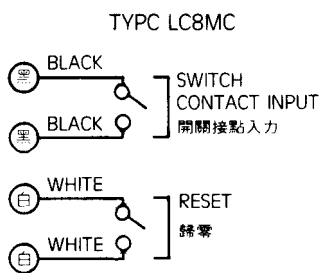 TYPC LC8MC
黑 BLACK
黑 BLACK
SWITCH
CONTACT INPUT
開關接點入力
白 WHITE
白 WHITE
RESET
歸零